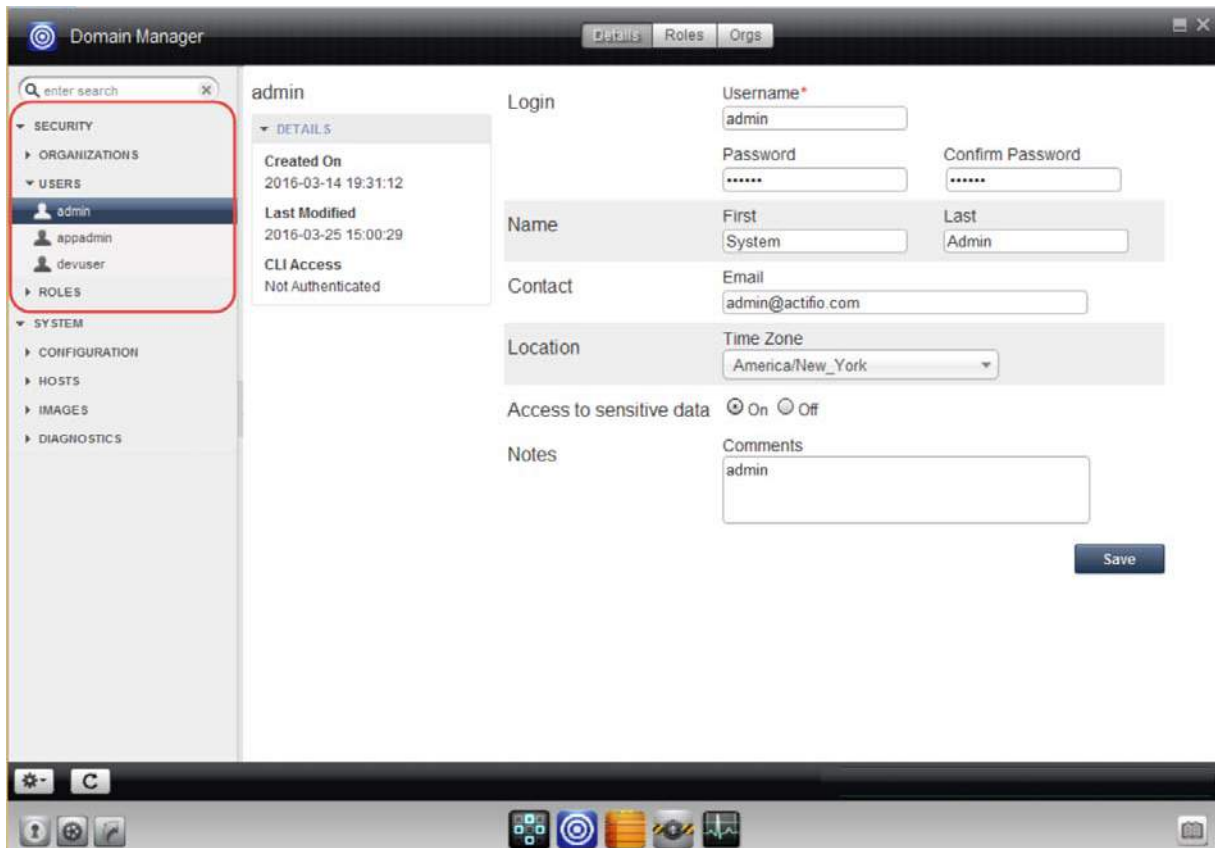 Domain Manager
Details
Roles
Orgs
enter search
SECURITY
ORGANIZATIONS
USERS
admin
appadmin
devuser
ROLES
SYSTEM
CONFIGURATION
HOSTS
IMAGES
DIAGNOSTICS
admin
DETAILS
Created On
2016-03-14 19:31:12
Last Modified
2016-03-25 15:00:29
CLI Access
Not Authenticated
Login
Username*
admin
Password
Confirm Password
••••••
••••••
Name
First
Last
System
Admin
Contact
Email
admin@actifio.com
Location
Time Zone
America/New_York
Access to sensitive data
On
Off
Notes
Comments
admin
Save